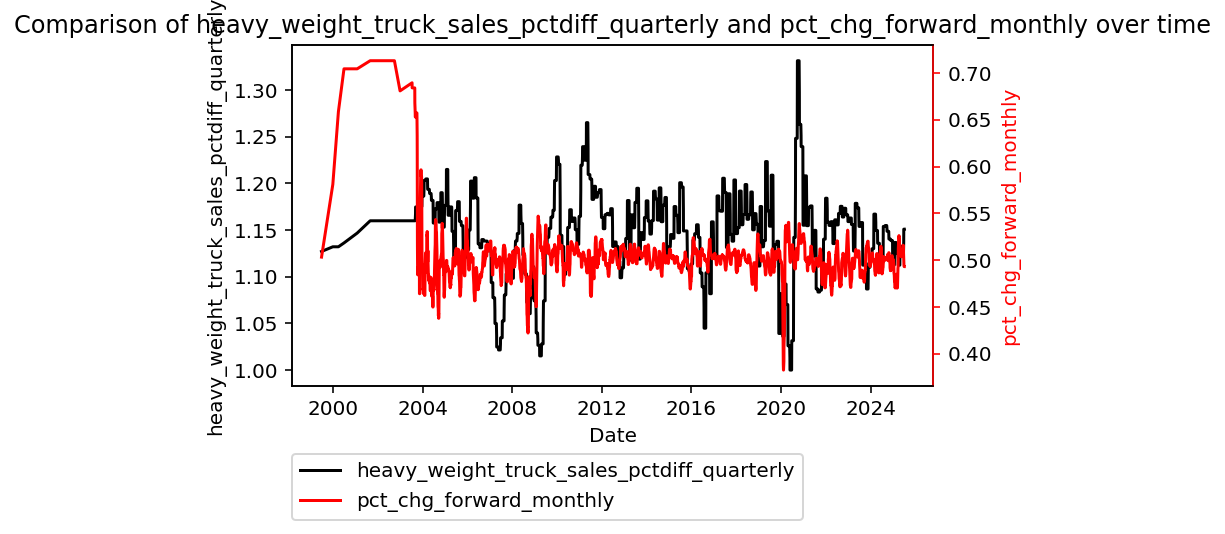 Comparison of heavy_weight_truck_sales_pctdiff_quarterly and pct_chg_forward_monthly over time
heavy_weight_truck_sales_pctdiff_quarterly
1.30
1.25
1.20
1.15
1.10
1.05
1.00
0.70
0.65
0.60
0.55
0.50
0.45
0.40
pct_chg_forward_monthly
2000 2004 2008 2012 2016 2020 2024
Date
heavy_weight_truck_sales_pctdiff_quarterly
pct_chg_forward_monthly